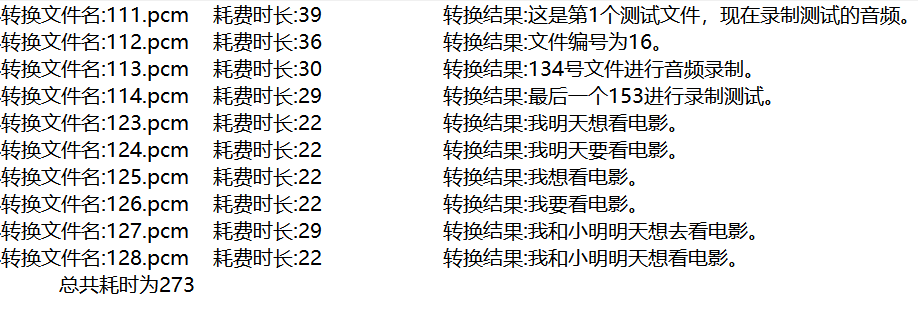 转换文件名:111.pcm 耗费时长:39 转换结果:这是第1个测试文件，现在录制测试的音频。
转换文件名:112.pcm 耗费时长:36 转换结果:文件编号为16。
转换文件名:113.pcm 耗费时长:30 转换结果:134号文件进行音频录制。
转换文件名:114.pcm 耗费时长:29 转换结果:最后一个153进行录制测试。
转换文件名:123.pcm 耗费时长:22 转换结果:我明天想看电影。
转换文件名:124.pcm 耗费时长:22 转换结果:我明天要看电影。
转换文件名:125.pcm 耗费时长:22 转换结果:我想看电影。
转换文件名:126.pcm 耗费时长:22 转换结果:我要看电影。
转换文件名:127.pcm 耗费时长:29 转换结果:我和小明明天想去看电影。
转换文件名:128.pcm 耗费时长:22 转换结果:我和小明明天想看电影。
总共耗时为273